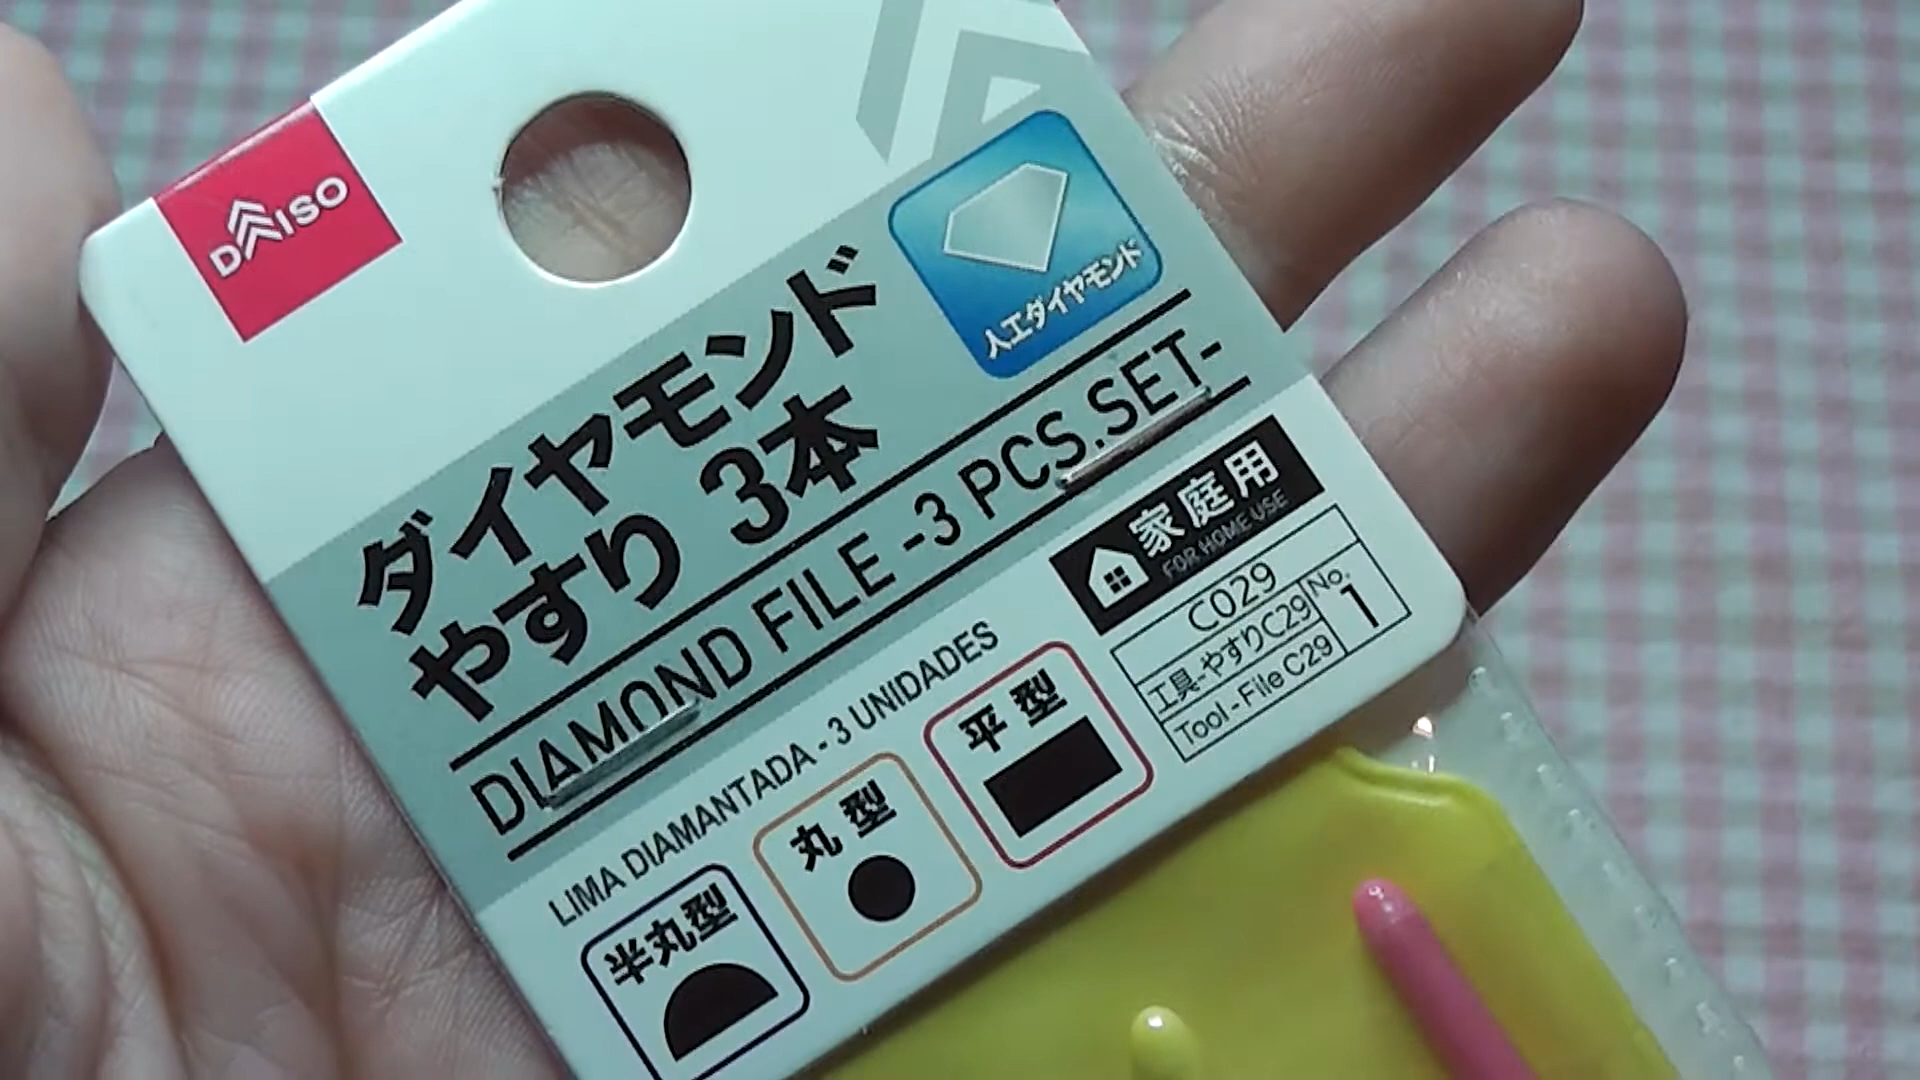 DAISO
人工ダイヤモンド
ダイヤモンド
やすり 3本
DIAMOND FILE -3 PCS.SET-
LIMA DIAMANTADA - 3 UNIDADES
家庭用
FOR HOME USE
C029
工具-やすりC29
Tool-File C29
No.
1
半丸型
丸型
平型